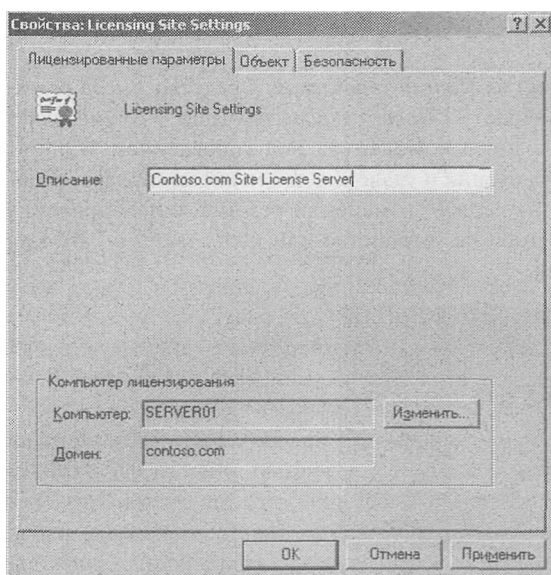 Свойства: Licensing Site Settings
Лицензированные параметры Объект Безопасность
Licensing Site Settings
Описание: Contoso.com Site License Server
Компьютер лицензирования
Компьютер: SERVER01 Изменить...
Домен: contoso.com
OK Отмена Применить